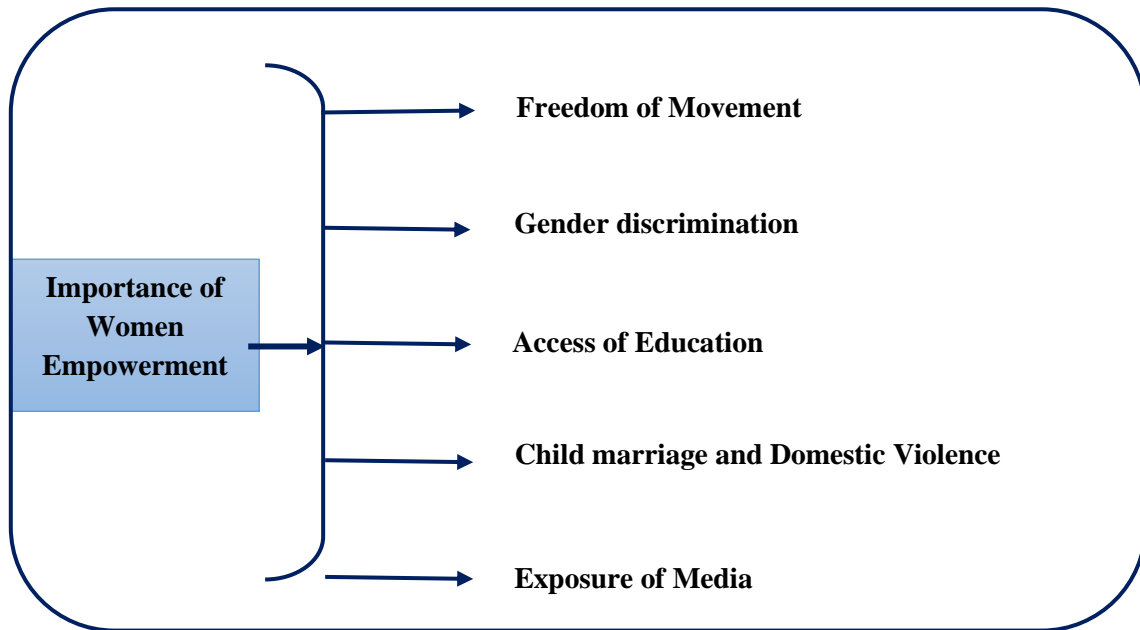 Freedom of Movement
Gender discrimination
Importance of
Women
Empowerment
Access of Education
Child marriage and Domestic Violence
Exposure of Media